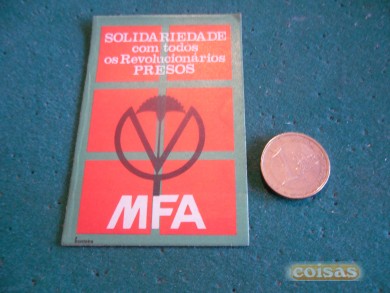 SOLIDARIEDADE
com todos
os Revolucionários
PRESOS
MFA
coisas